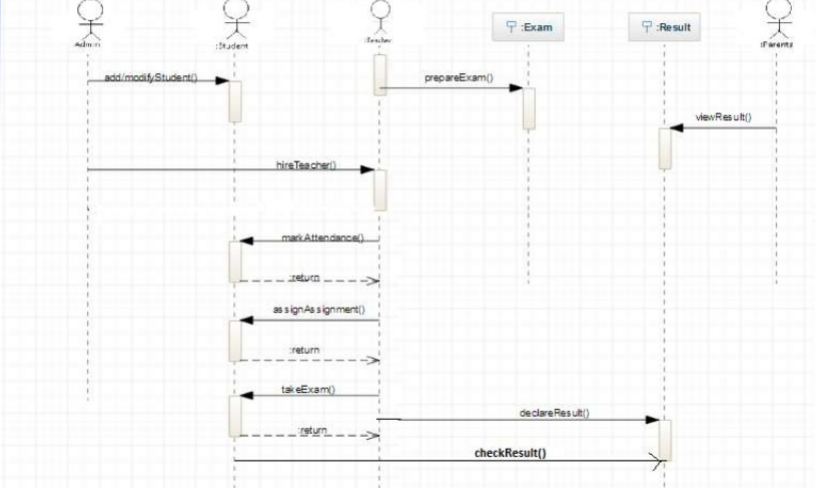 :Exam
:Result
Admin
:Student
:Teacher
:Parents
add/modifyStudent()
prepareExam()
viewResult()
hireTeacher()
markAttendance()
:return
assignAssignment()
:return
takeExam()
declareResult()
:return
checkResult()